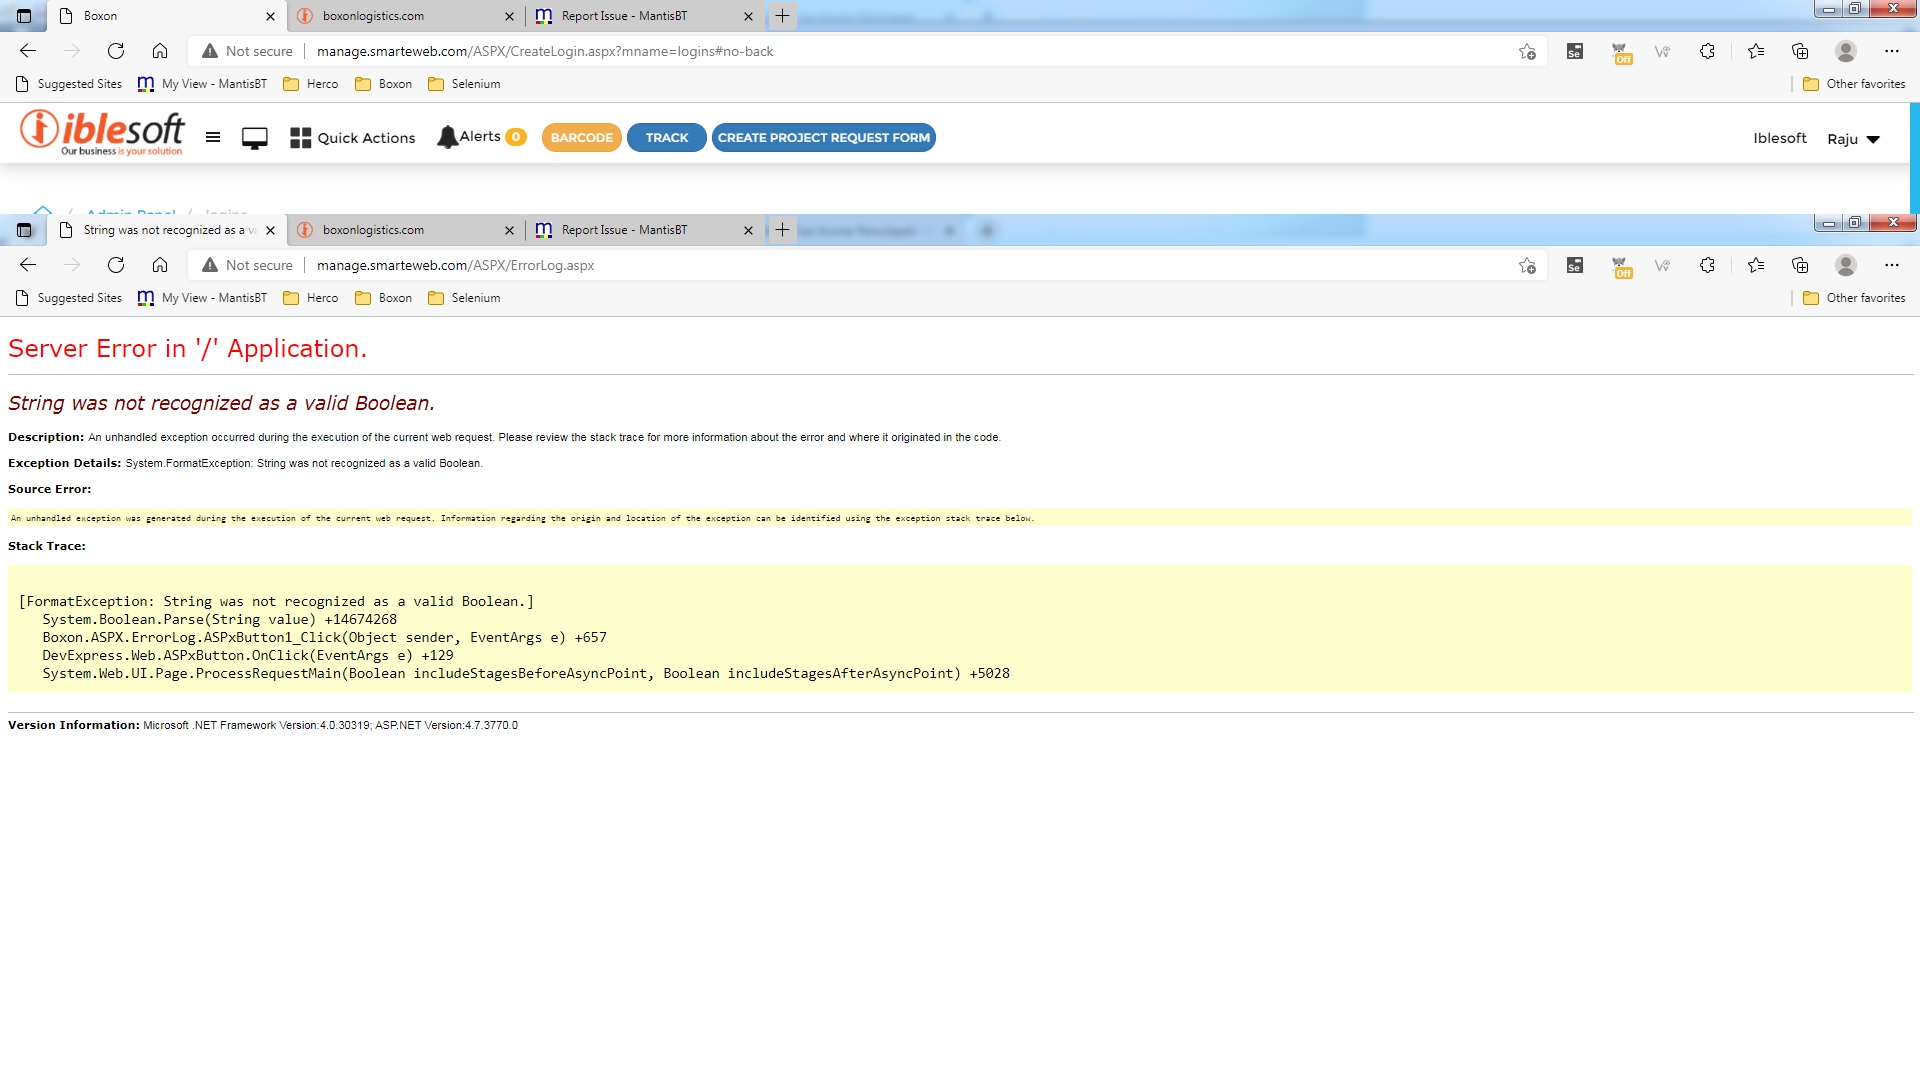 Boxon
boxonlogistics.com
Report Issue - MantisBT
Not secure manage.smarteweb.com/ASPX/CreateLogin.aspx?mname=logins#no-back
Suggested Sites My View - MantisBT Herco Boxon Selenium Other favorites
iblesoft
Our business is your solution
Quick Actions Alerts 0 BARCODE TRACK CREATE PROJECT REQUEST FORM Iblesoft Raju
/ Admin Panel / logins
String was not recognized as a va
boxonlogistics.com
Report Issue - MantisBT
Not secure manage.smarteweb.com/ASPX/ErrorLog.aspx
Suggested Sites My View - MantisBT Herco Boxon Selenium Other favorites
Server Error in '/' Application.
String was not recognized as a valid Boolean.
Description: An unhandled exception occurred during the execution of the current web request. Please review the stack trace for more information about the error and where it originated in the code.
Exception Details: System.FormatException: String was not recognized as a valid Boolean.
Source Error:
An unhandled exception was generated during the execution of the current web request. Information regarding the origin and location of the exception can be identified using the exception stack trace below.
Stack Trace:
[FormatException: String was not recognized as a valid Boolean.]
System.Boolean.Parse(String value) +14674268
Boxon.ASPX.ErrorLog.ASPxButton1_Click(Object sender, EventArgs e) +657
DevExpress.Web.ASPxButton.OnClick(EventArgs e) +129
System.Web.UI.Page.ProcessRequestMain(Boolean includeStagesBeforeAsyncPoint, Boolean includeStagesAfterAsyncPoint) +5028
Version Information: Microsoft .NET Framework Version:4.0.30319; ASP.NET Version:4.7.3770.0